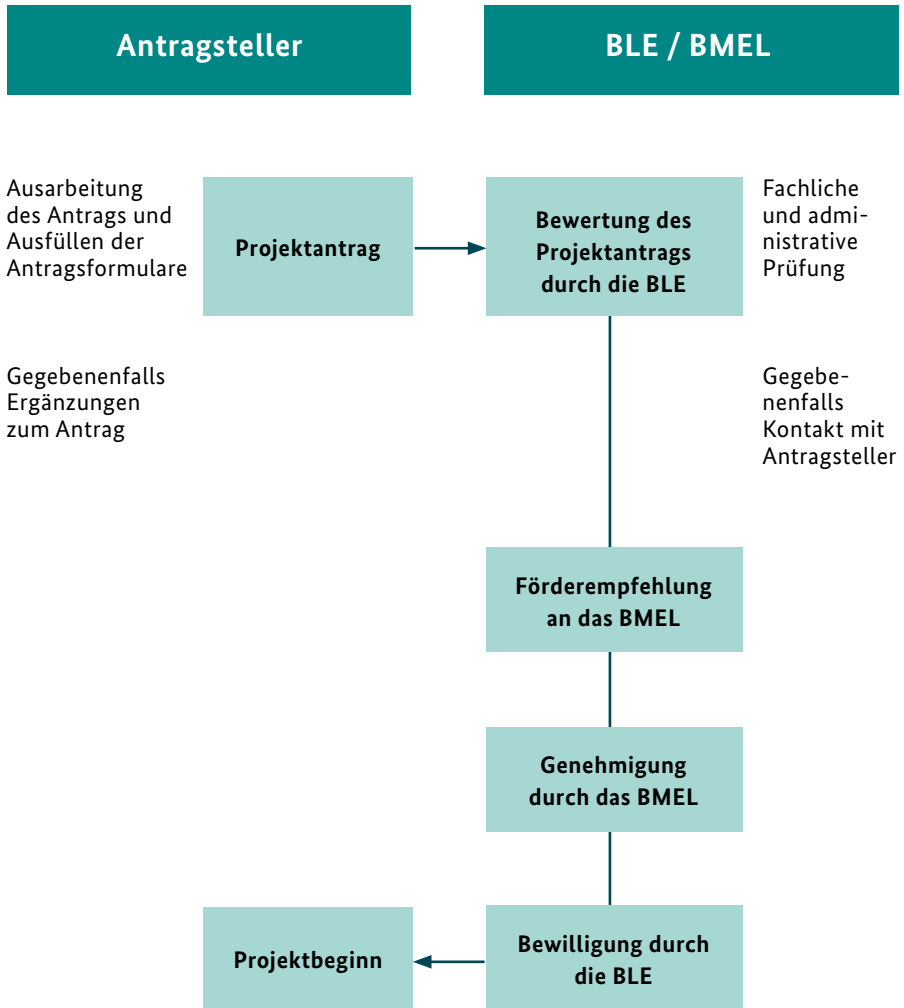 Antragsteller
BLE / BMEL
Ausarbeitung
des Antrags und
Ausfüllen der
Antragsformulare
Projektantrag
Bewertung des
Projektantrags
durch die BLE
Fachliche
und admi-
nistrative
Prüfung
Gegebenenfalls
Ergänzungen
zum Antrag
Gegebe-
nenfalls
Kontakt mit
Antragsteller
Förderempfehlung
an das BMEL
Genehmigung
durch das BMEL
Projektbeginn
Bewilligung durch
die BLE